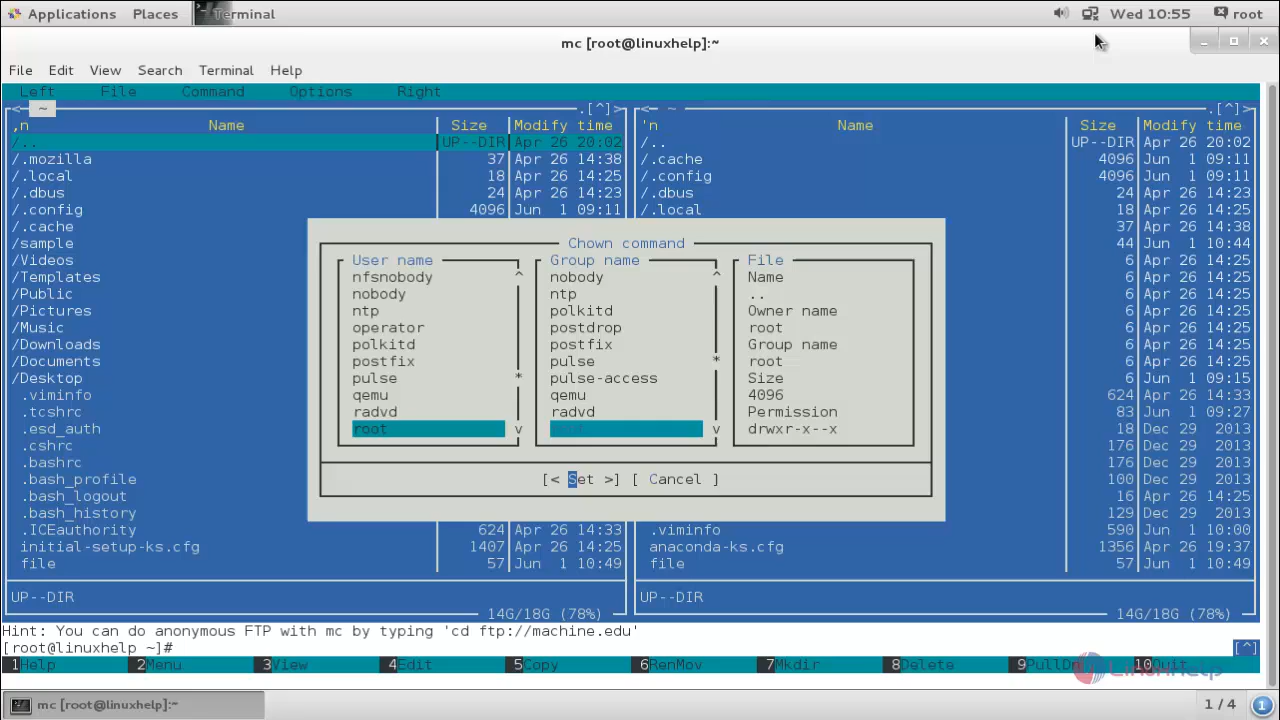 Applications Places Terminal Wed 10:55 root
mc [root@linuxhelp]:~
File Edit View Search Terminal Help
Left File Command Options Right
<─ ~ .[^]> <─ ~ .[^]>
,n Name Size Modify time 'n Name Size Modify time
/.. UP--DIR Apr 26 20:02 /.. UP--DIR Apr 26 20:02
/.mozilla 37 Apr 26 14:38 /.cache 4096 Jun 1 09:11
/.local 18 Apr 26 14:25 /.config 4096 Jun 1 09:11
/.dbus 24 Apr 26 14:23 /.dbus 24 Apr 26 14:23
/.config 4096 Jun 1 09:11 /.local 18 Apr 26 14:25
/.cache 37 Apr 26 14:38
/sample Chown command 44 Jun 1 10:44
/Videos User name Group name File 6 Apr 26 14:25
/Templates nfsnobody ^ nobody ^ Name 6 Apr 26 14:25
/Public nobody ntp .. 6 Apr 26 14:25
/Pictures ntp polkitd Owner name 6 Apr 26 14:25
/Music operator postdrop root 6 Apr 26 14:25
/Downloads polkitd postfix Group name 6 Apr 26 14:25
/Documents postfix pulse * root 6 Apr 26 14:25
/Desktop pulse * pulse-access Size 6 Jun 1 09:15
.viminfo qemu qemu 4096 624 Apr 26 14:33
.tcshrc radvd radvd Permission 83 Jun 1 09:27
.esd_auth root v v drwxr-x--x 18 Dec 29 2013
.cshrc 176 Dec 29 2013
.bashrc 176 Dec 29 2013
.bash_profile [< Set >] [ Cancel ] 100 Dec 29 2013
.bash_logout 16 Apr 26 14:25
.bash_history 129 Dec 29 2013
.ICEauthority 624 Apr 26 14:33 .viminfo 590 Jun 1 10:00
initial-setup-ks.cfg 1407 Apr 26 14:25 anaconda-ks.cfg 1356 Apr 26 19:37
file 57 Jun 1 10:49 file 57 Jun 1 10:49
UP--DIR UP--DIR
14G/18G (78%) 14G/18G (78%)
Hint: You can do anonymous FTP with mc by typing 'cd ftp://machine.edu'
[root@linuxhelp ~]# [^]
1Help 2Menu 3View 4Edit 5Copy 6RenMov 7Mkdir 8Delete 9PullDn 10Quit
LinuxHelp
mc [root@linuxhelp]:~ 1 / 4 1